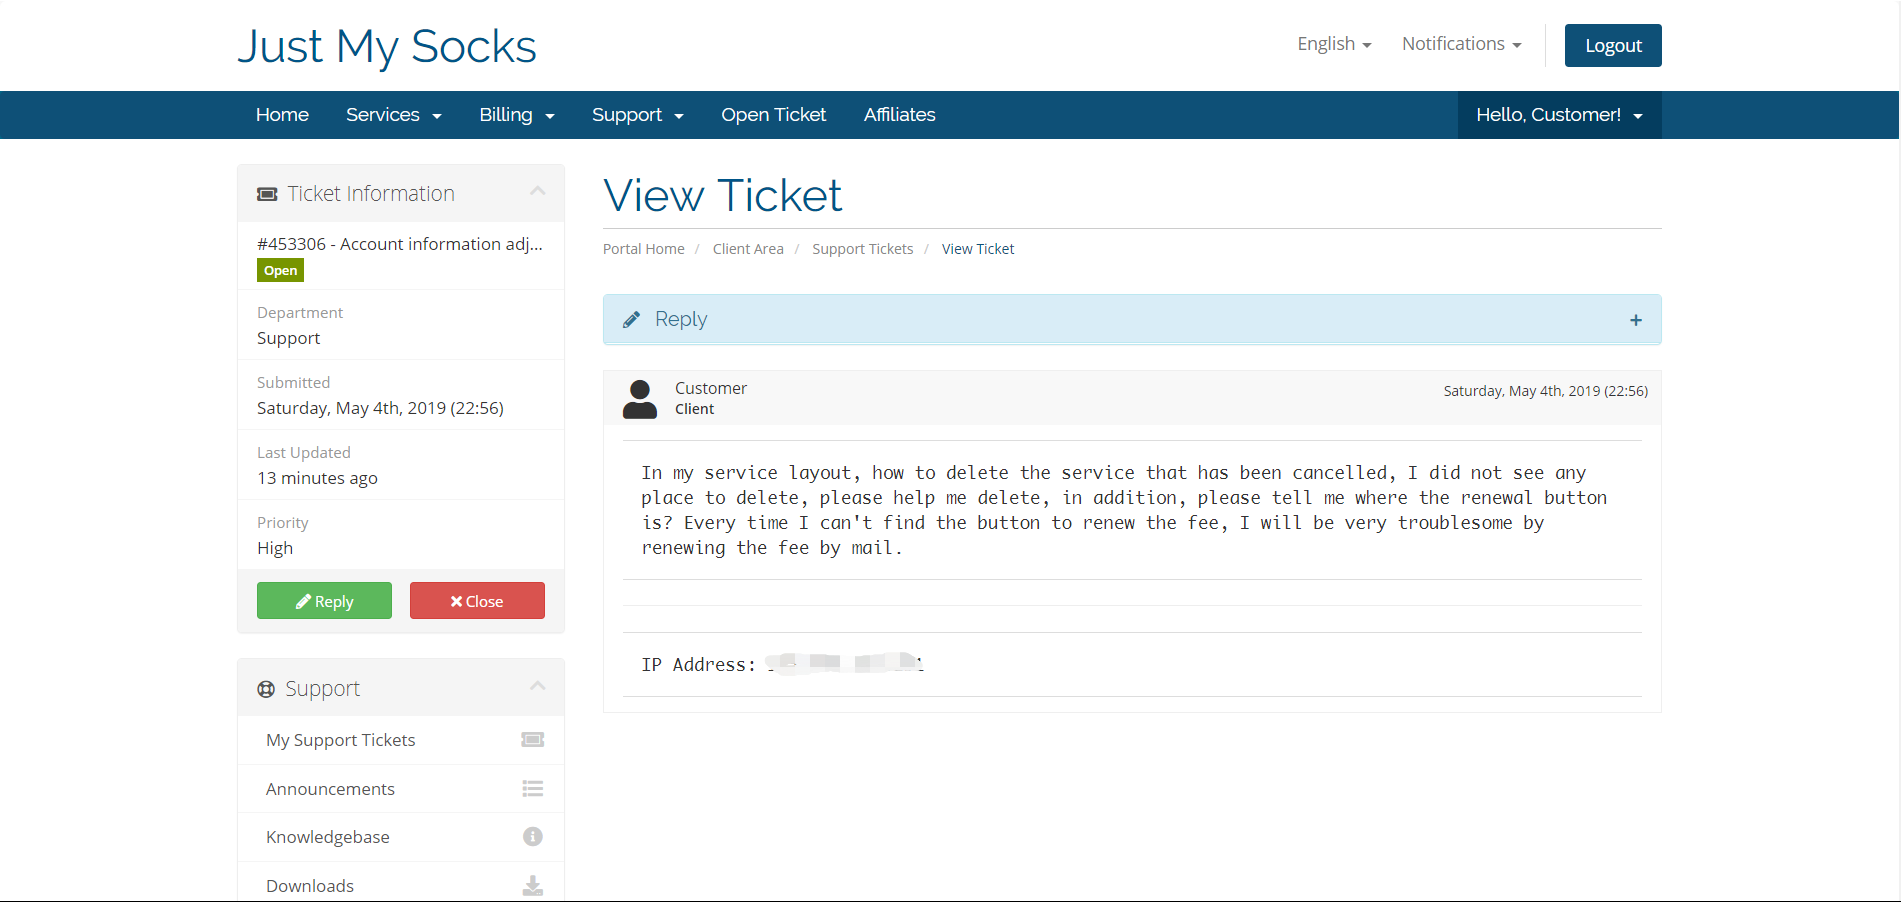 Just My Socks
English
Notifications
Logout
Home
Services
Billing
Support
Open Ticket
Affiliates
Hello, Customer!
Ticket Information
#453306 - Account information adj...
Open
Department
Support
Submitted
Saturday, May 4th, 2019 (22:56)
Last Updated
13 minutes ago
Priority
High
Reply
Close
Support
My Support Tickets
Announcements
Knowledgebase
Downloads
View Ticket
Portal Home / Client Area / Support Tickets / View Ticket
Reply
+
Customer
Client
Saturday, May 4th, 2019 (22:56)
In my service layout, how to delete the service that has been cancelled, I did not see any
place to delete, please help me delete, in addition, please tell me where the renewal button
is? Every time I can't find the button to renew the fee, I will be very troublesome by
renewing the fee by mail.
IP Address: